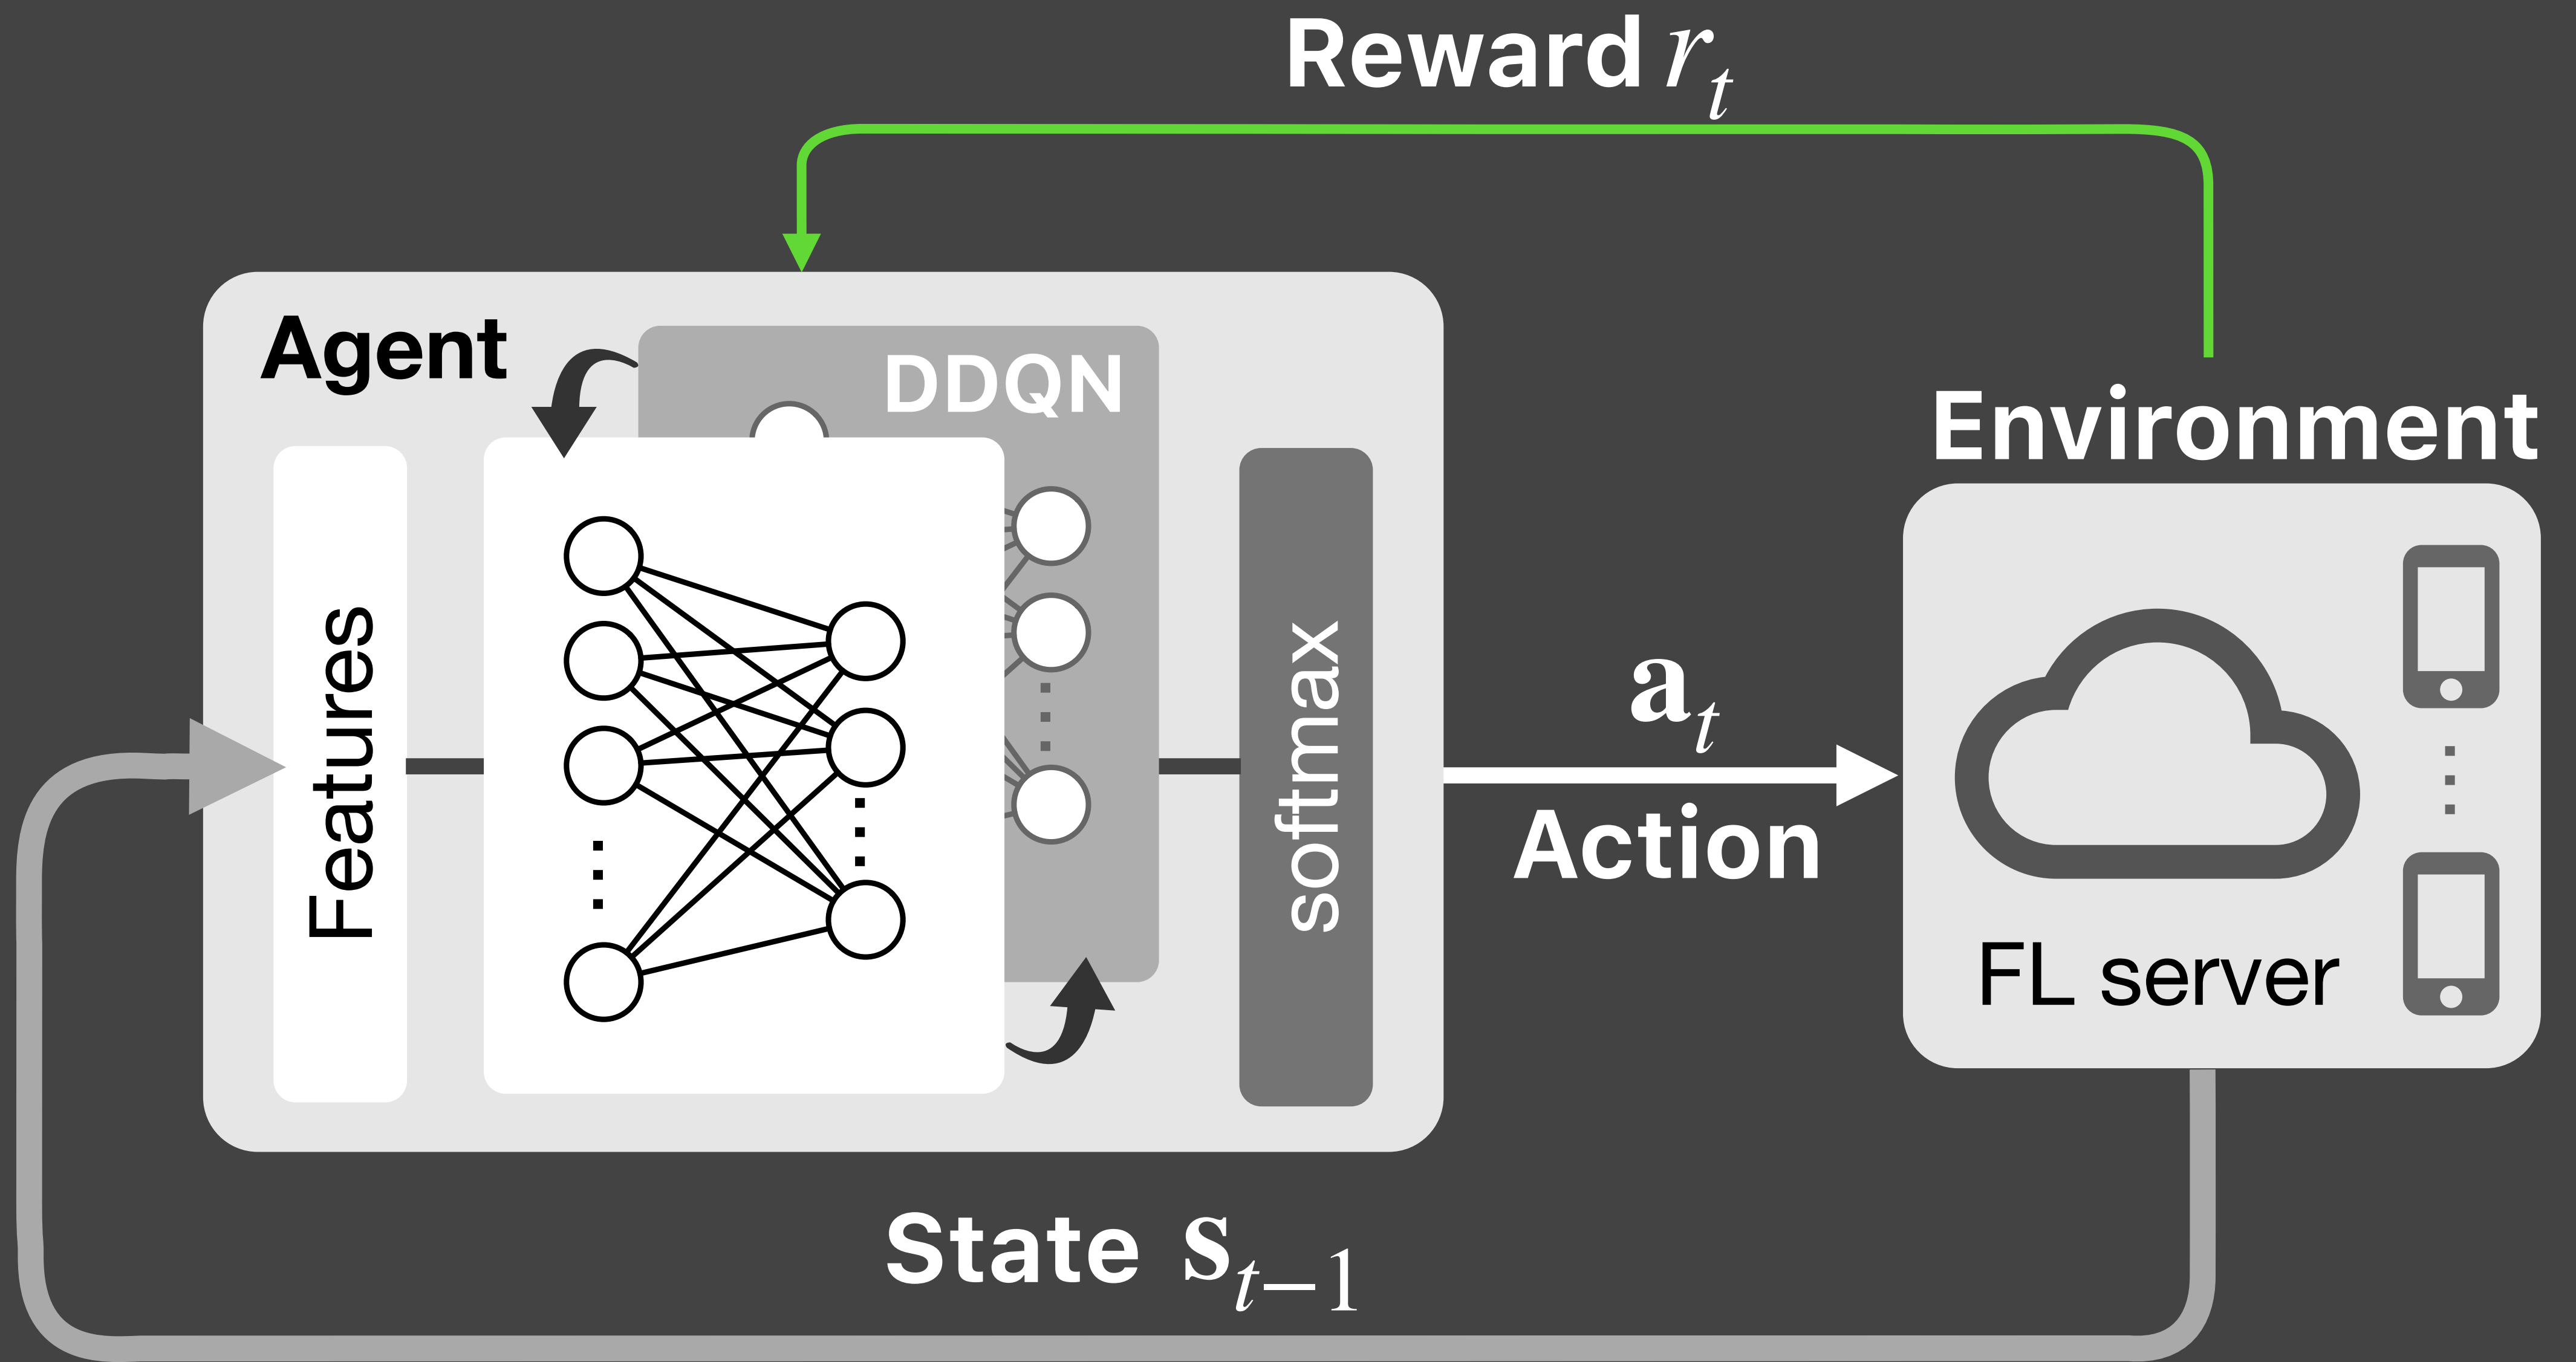 Reward r_t
Agent
DDQN
Environment
Features
softmax
a_t
Action
FL server
State s_{t−1}